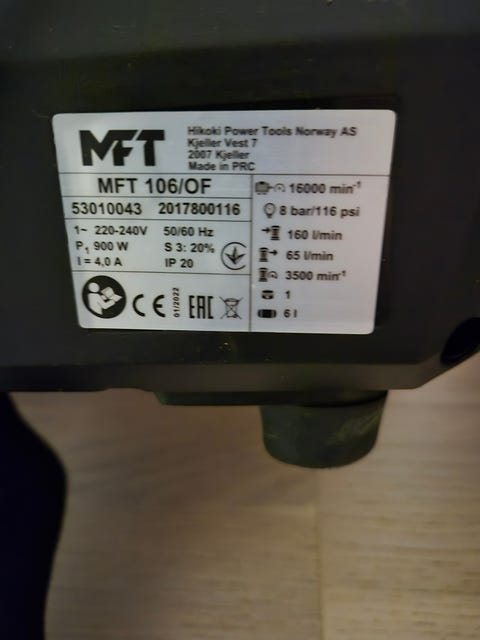 MFT
Hikoki Power Tools Norway AS
Kjeller Vest 7
2007 Kjeller
Made in PRC
MFT 106/OF
53010043 2017800116
1~ 220-240V 50/60 Hz
P₁ 900 W S 3: 20%
I = 4,0 A IP 20
CE 01/2022 EAC
16000 min⁻¹
8 bar/116 psi
160 l/min
65 l/min
3500 min⁻¹
1
6 l